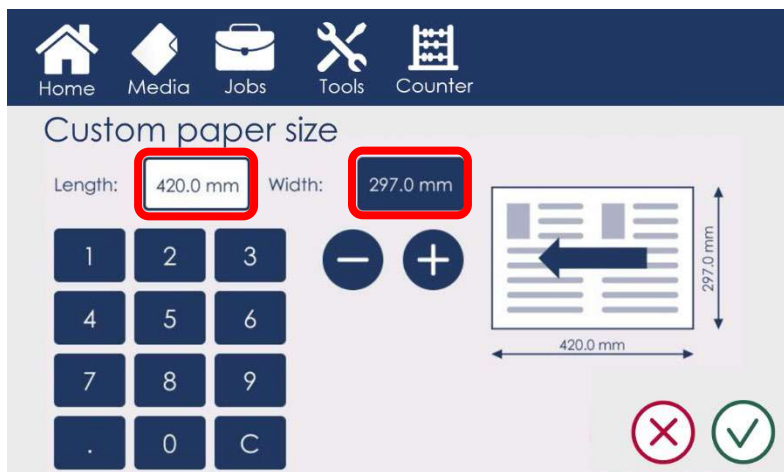 Home Media Jobs Tools Counter
Custom paper size
Length: 420.0 mm Width: 297.0 mm
1 2 3
4 5 6
7 8 9
. 0 C
297.0 mm
420.0 mm